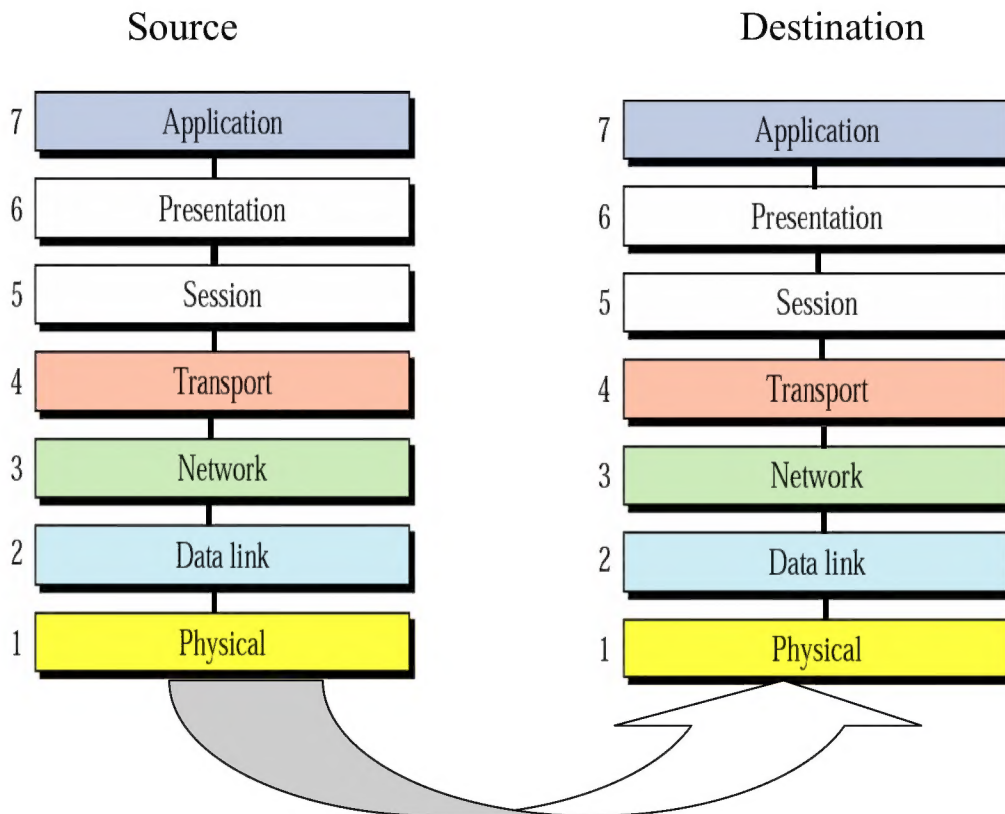 Source
7 Application
6 Presentation
5 Session
4 Transport
3 Network
2 Data link
1 Physical
Destination
7 Application
6 Presentation
5 Session
4 Transport
3 Network
2 Data link
1 Physical